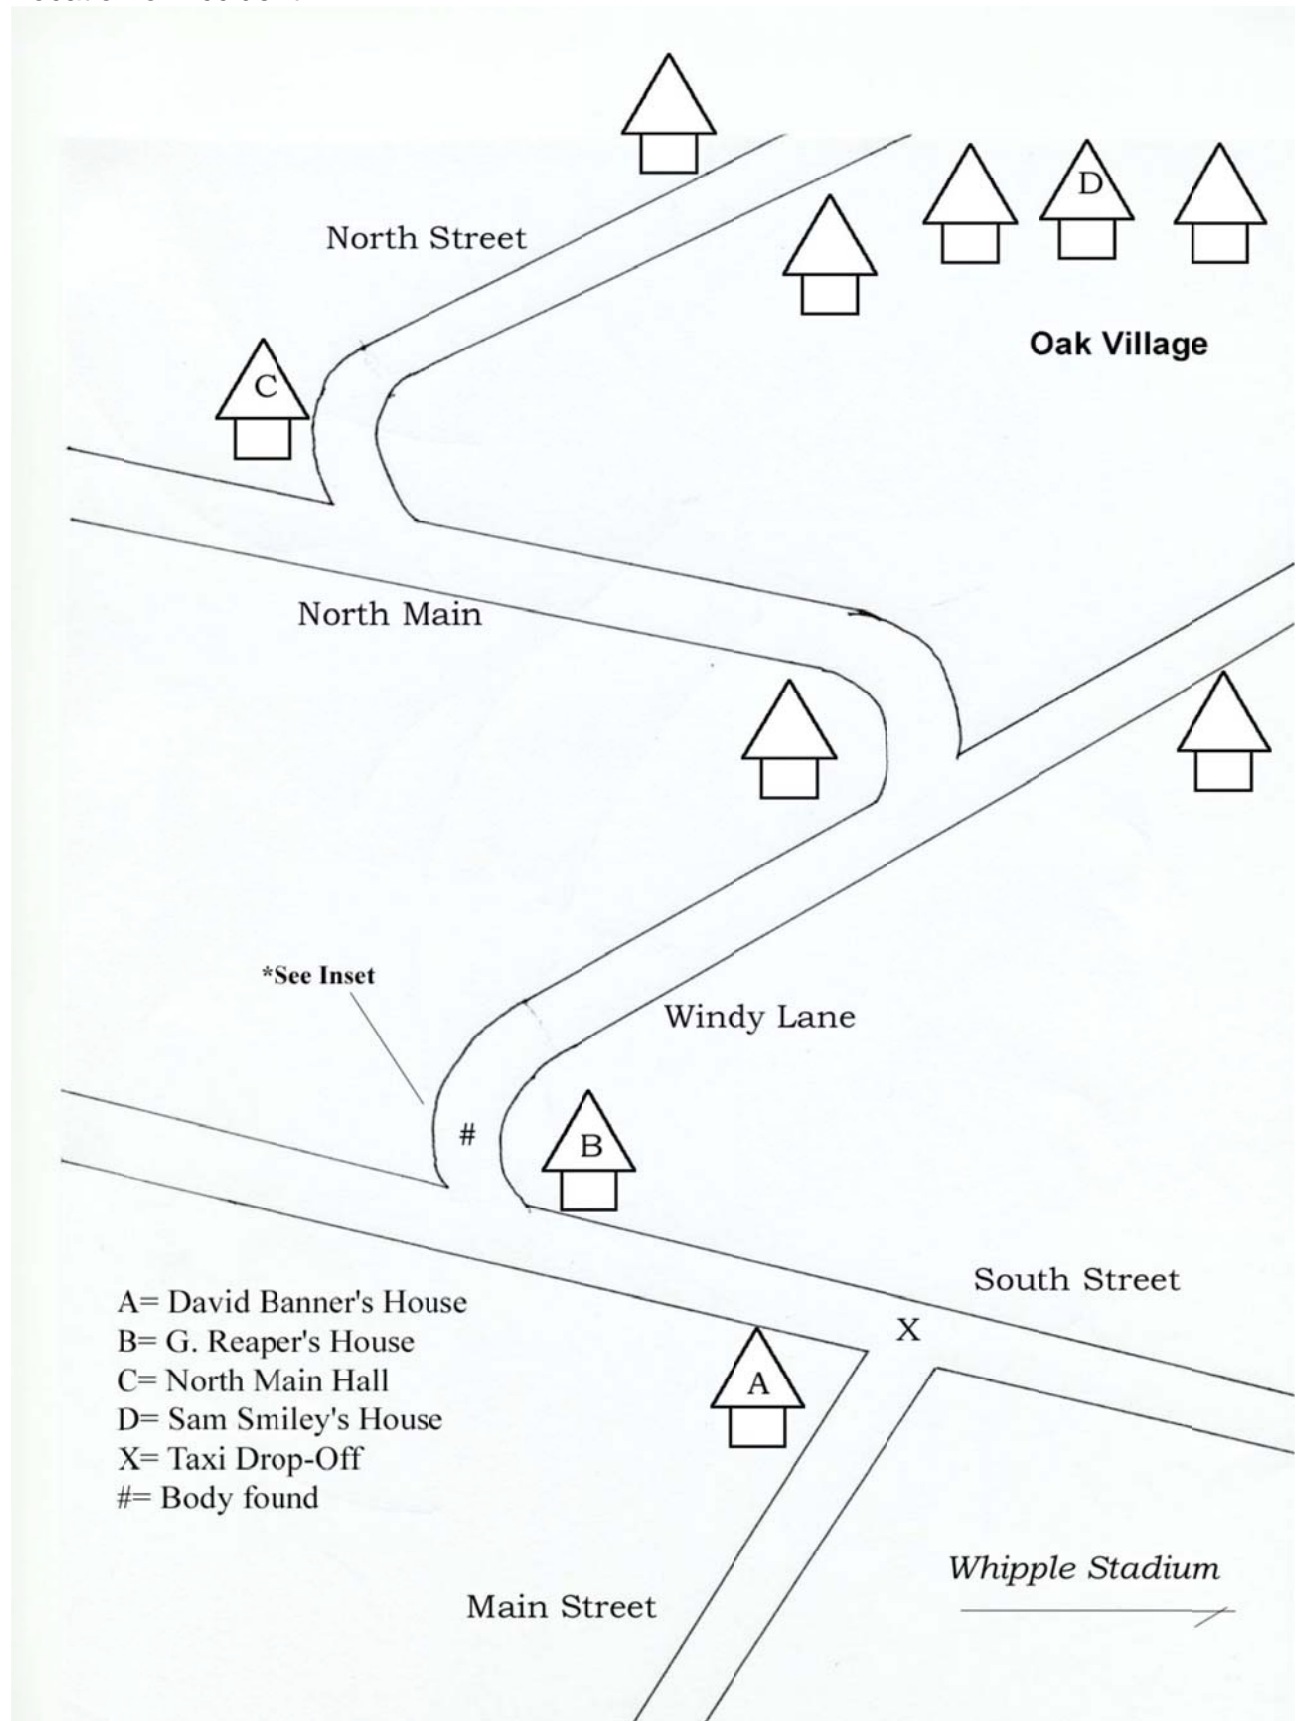 North Street
D
Oak Village
C
North Main
*See Inset
Windy Lane
#
B
South Street
X
A= David Banner's House
B= G. Reaper's House
C= North Main Hall
D= Sam Smiley's House
X= Taxi Drop-Off
#= Body found
A
Whipple Stadium
Main Street